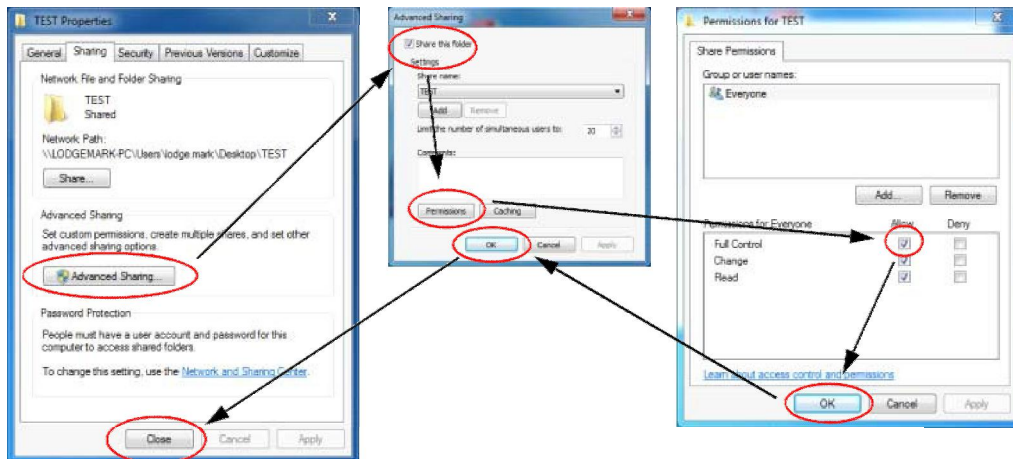 TEST Properties
General Sharing Security Previous Versions Customize
Network File and Folder Sharing
TEST
Shared
Network Path:
\\LODGEMARK-PC\Users\lodge mark\Desktop\TEST
Share...
Advanced Sharing
Set custom permissions, create multiple shares, and set other
advanced sharing options.
Advanced Sharing...
Password Protection
People must have a user account and password for this
computer to access shared folders.
To change this setting, use the Network and Sharing Center.
Close Cancel Apply
Advanced Sharing
Share this folder
Settings
Share name:
TEST
Add Remove
Limit the number of simultaneous users to: 20
Comments:
Permissions Caching
OK Cancel Apply
Permissions for TEST
Share Permissions
Group or user names:
Everyone
Add... Remove
Permissions for Everyone Allow Deny
Full Control
Change
Read
Learn about access control and permissions
OK Cancel Apply